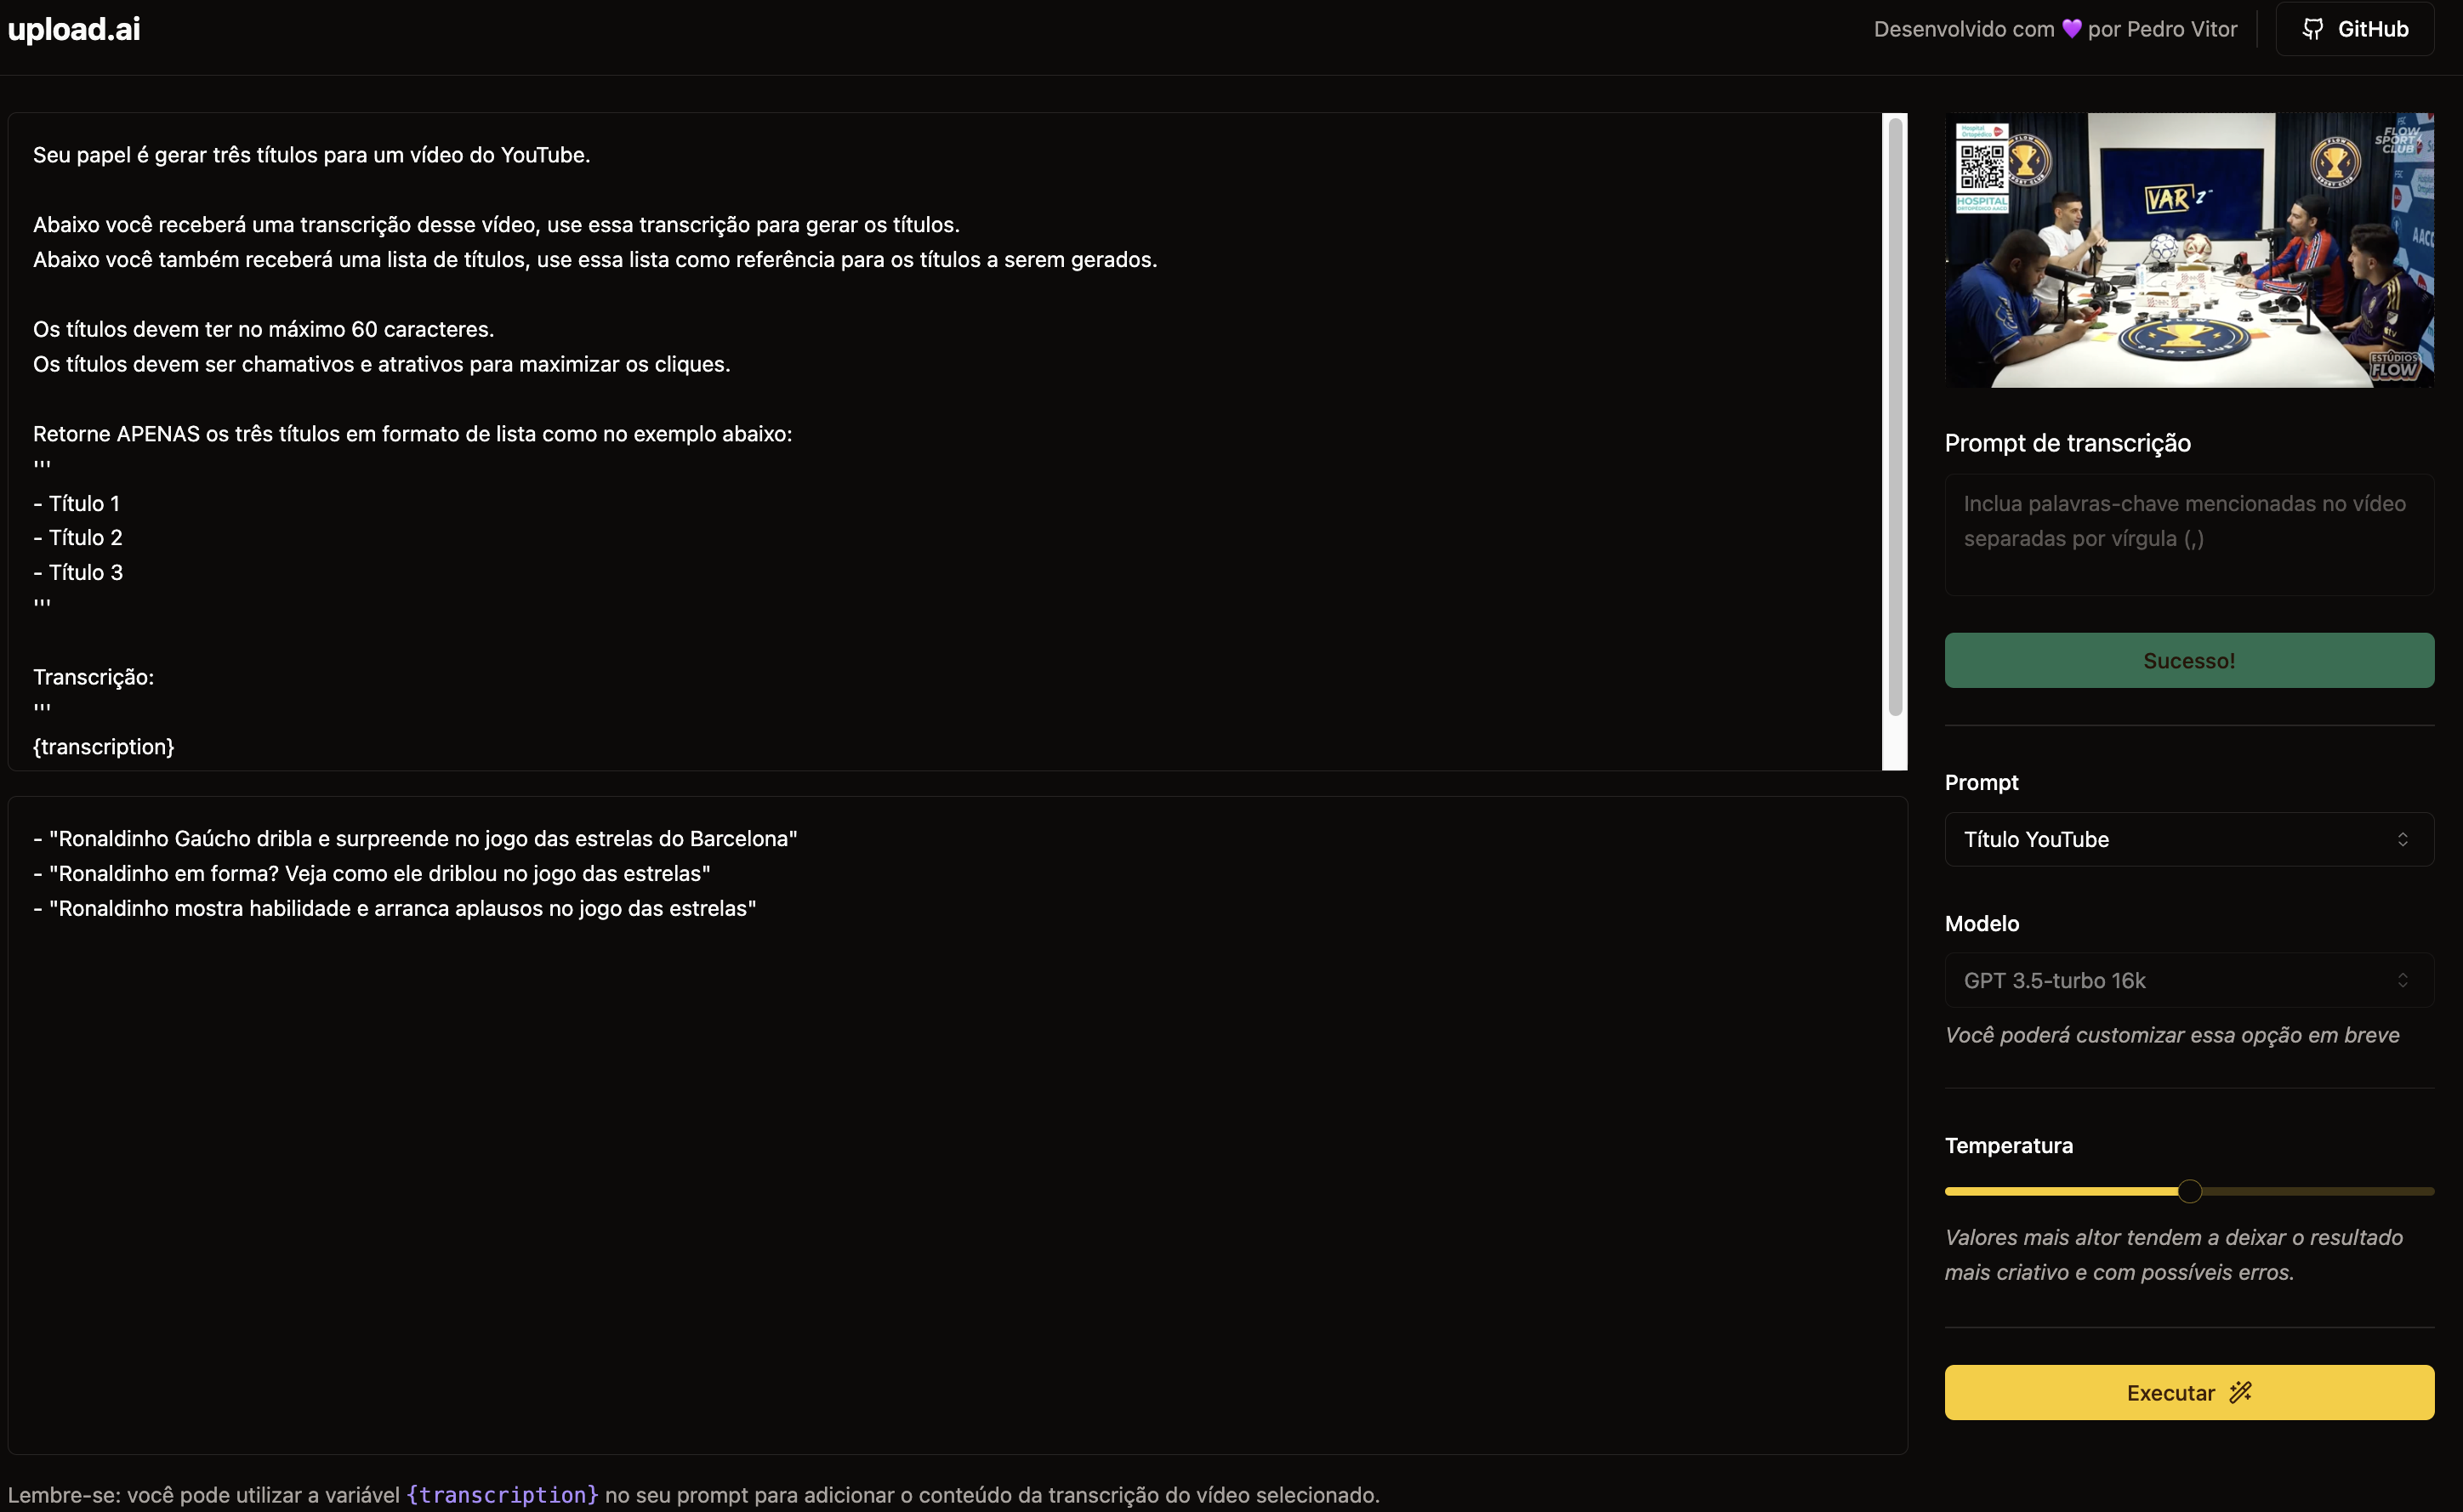 upload.ai
Desenvolvido com 💜 por Pedro Vitor
GitHub
Seu papel é gerar três títulos para um vídeo do YouTube.
Abaixo você receberá uma transcrição desse vídeo, use essa transcrição para gerar os títulos.
Abaixo você também receberá uma lista de títulos, use essa lista como referência para os títulos a serem gerados.
Os títulos devem ter no máximo 60 caracteres.
Os títulos devem ser chamativos e atrativos para maximizar os cliques.
Retorne APENAS os três títulos em formato de lista como no exemplo abaixo:
'''
- Título 1
- Título 2
- Título 3
'''
Transcrição:
'''
{transcription}
- "Ronaldinho Gaúcho dribla e surpreende no jogo das estrelas do Barcelona"
- "Ronaldinho em forma? Veja como ele driblou no jogo das estrelas"
- "Ronaldinho mostra habilidade e arranca aplausos no jogo das estrelas"
Lembre-se: você pode utilizar a variável {transcription} no seu prompt para adicionar o conteúdo da transcrição do vídeo selecionado.
Hospital
Ortopédico
HOSPITAL
ORTOPÉDICO AACD
VAR
FLOW
SPORT
CLUB
FLOW
SPORT CLUB
AACD
ESTÚDIOS
FLOW
Prompt de transcrição
Inclua palavras-chave mencionadas no vídeo
separadas por vírgula (,)
Sucesso!
Prompt
Título YouTube
Modelo
GPT 3.5-turbo 16k
Você poderá customizar essa opção em breve
Temperatura
Valores mais altor tendem a deixar o resultado
mais criativo e com possíveis erros.
Executar